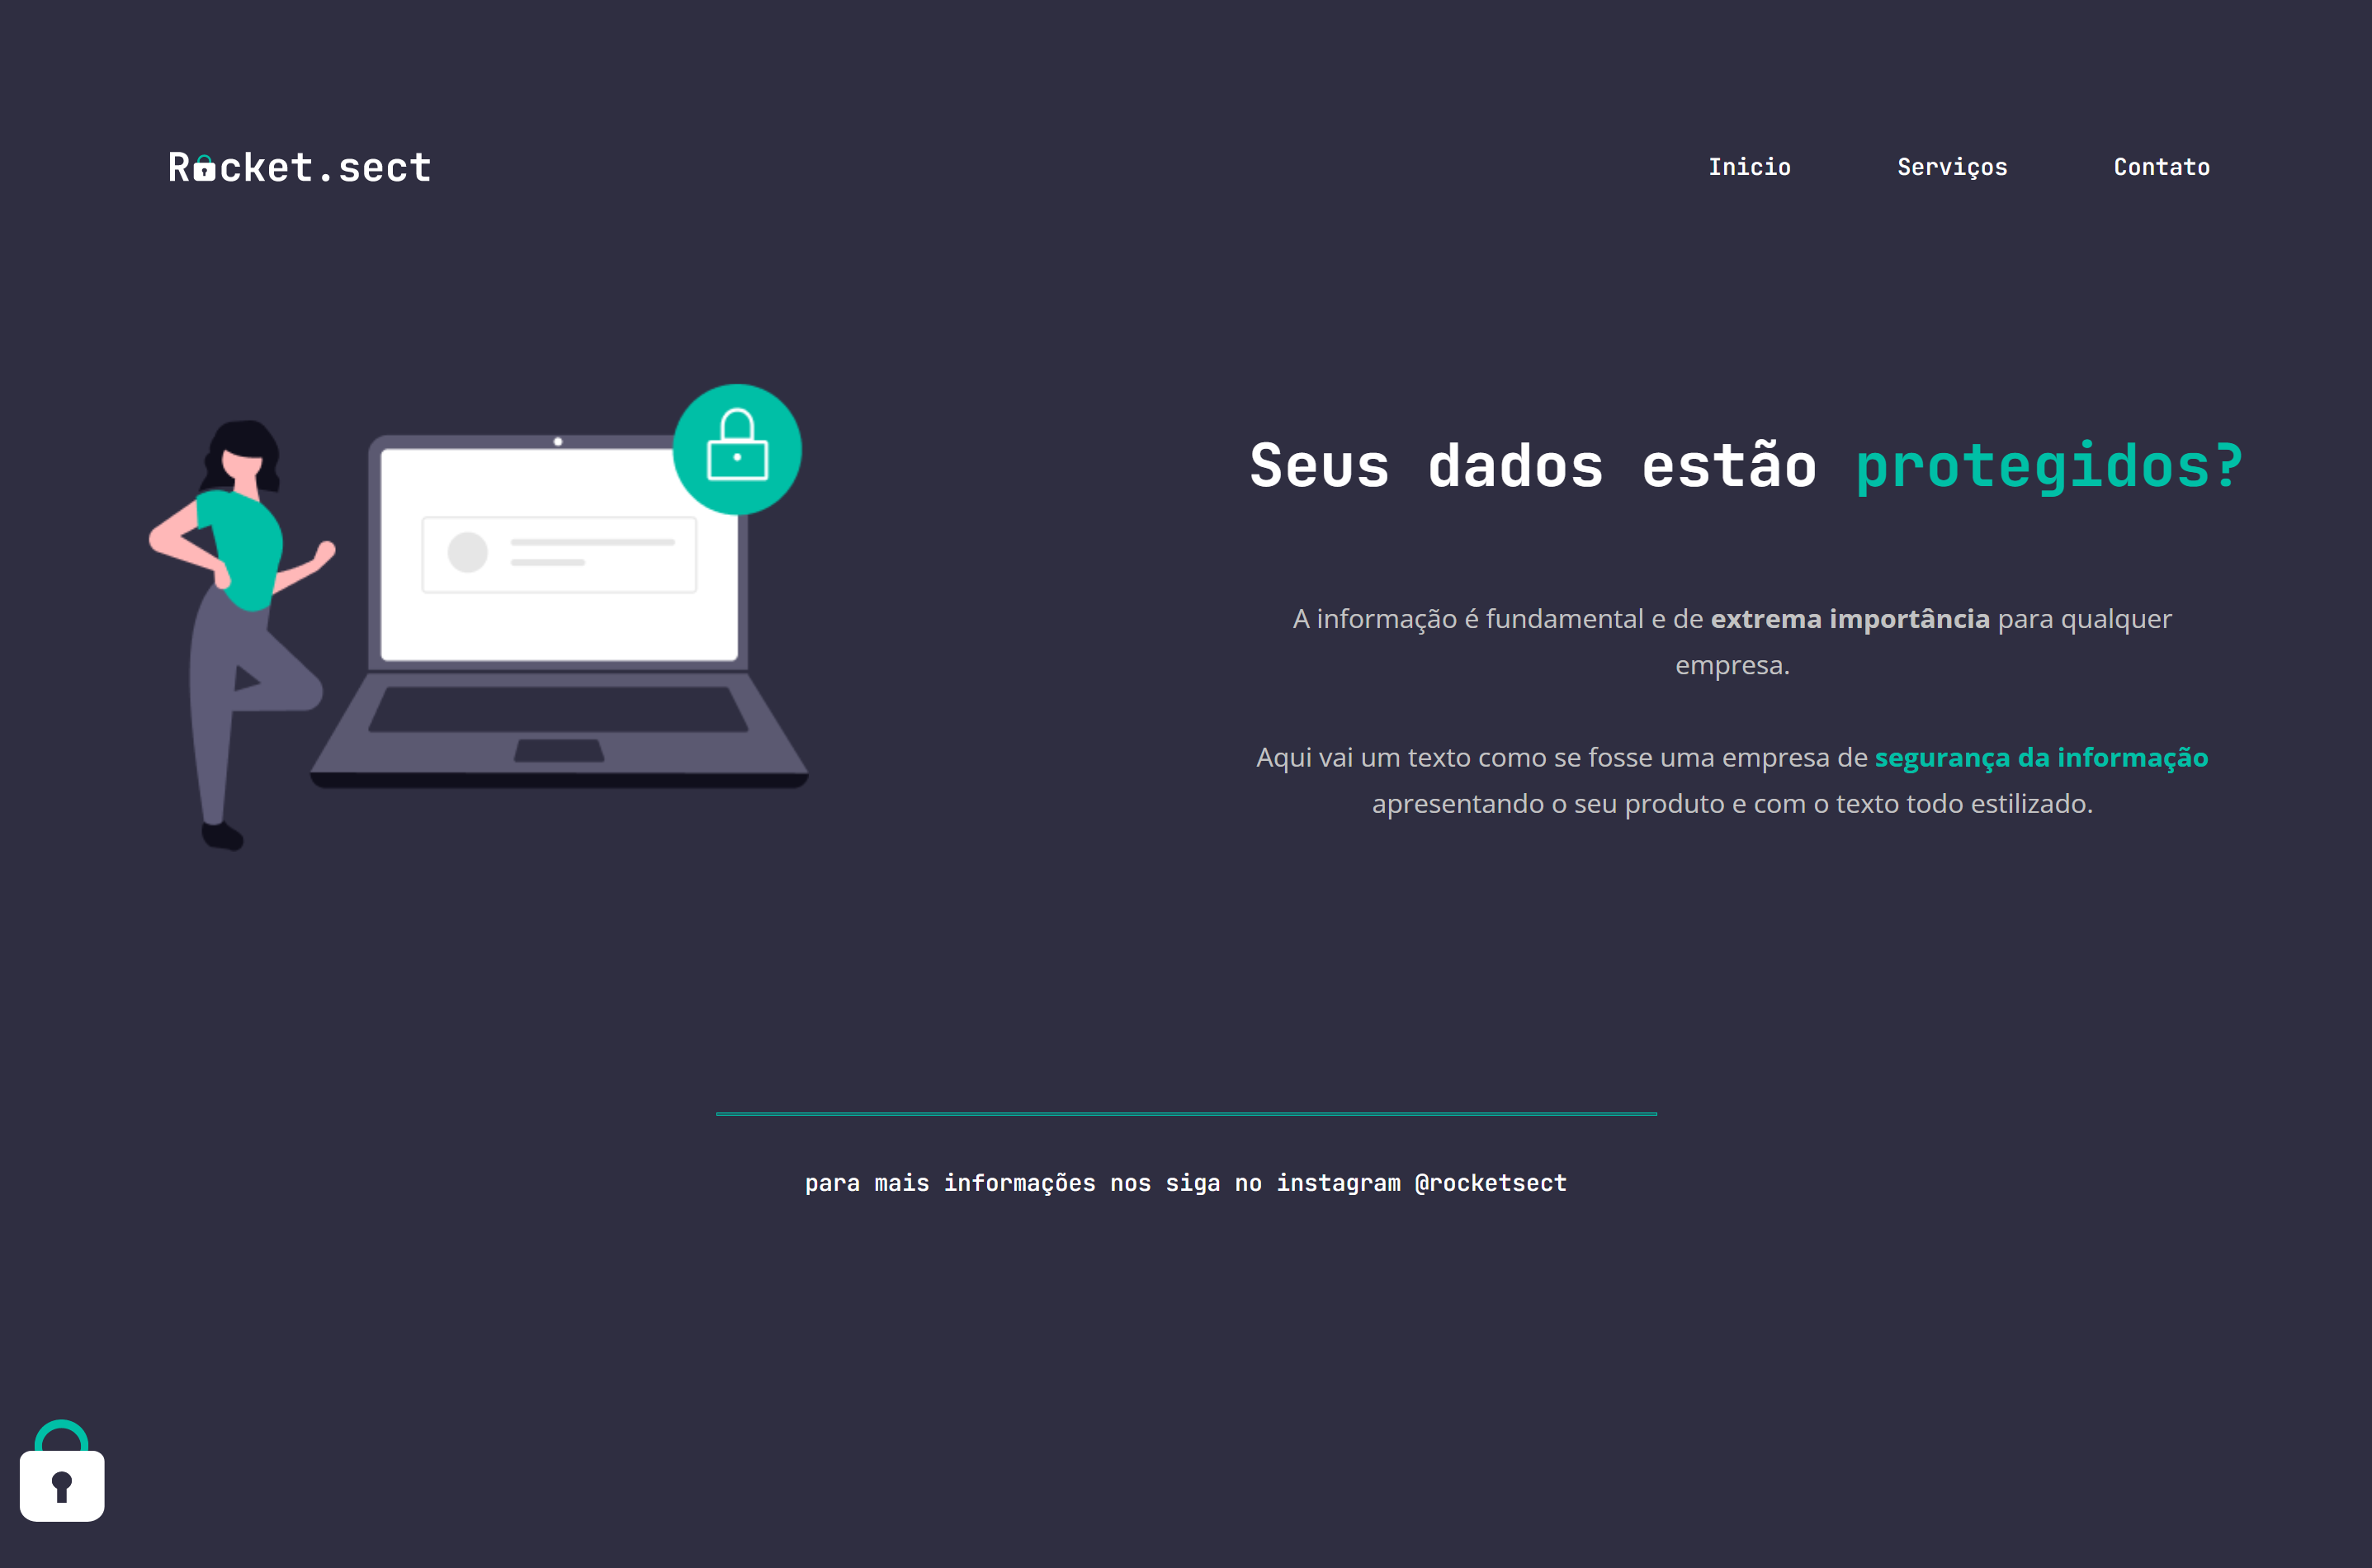 Rocket.sect
Inicio Serviços Contato
Seus dados estão protegidos?
A informação é fundamental e de extrema importância para qualquer
empresa.
Aqui vai um texto como se fosse uma empresa de segurança da informação
apresentando o seu produto e com o texto todo estilizado.
para mais informações nos siga no instagram @rocketsect